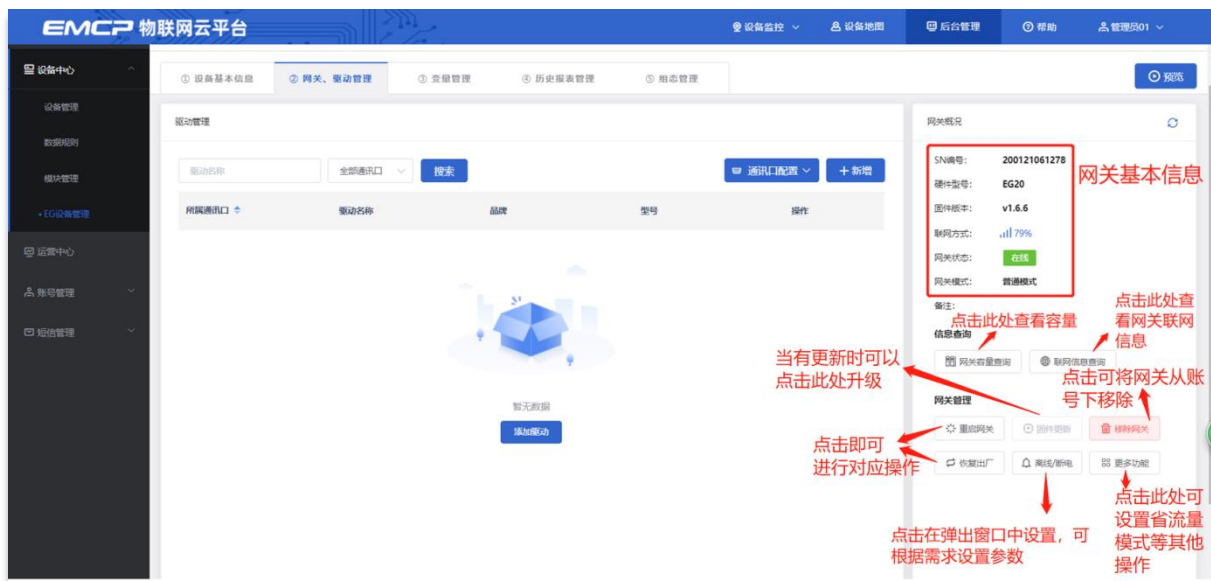 EMCP 物联网云平台
设备监控
设备地图
后台管理
帮助
管理员01
设备中心
设备管理
数据规则
模块管理
EG设备管理
运营中心
账号管理
短信管理
① 设备基本信息
② 网关、驱动管理
③ 变量管理
④ 历史报表管理
⑤ 组态管理
预览
驱动管理
驱动名称
全部通讯口
搜索
通讯口配置
+ 新增
所属通讯口
驱动名称
品牌
型号
操作
暂无数据
添加驱动
网关概况
SN编号: 200121061278
硬件型号: EG20
固件版本: v1.6.6
联网方式: 79%
网关状态: 在线
网关模式: 普通模式
备注:
网关基本信息
点击此处查看容量
点击此处查
看网关联网
信息
信息查询
网关容量查询
联网信息查询
当有更新时可以
点击此处升级
点击可将网关从账
号下移除
网关管理
重启网关
固件更新
移除网关
恢复出厂
离线/断电
更多功能
点击即可
进行对应操作
点击在弹出窗口中设置，可
根据需求设置参数
点击此处可
设置省流量
模式等其他
操作